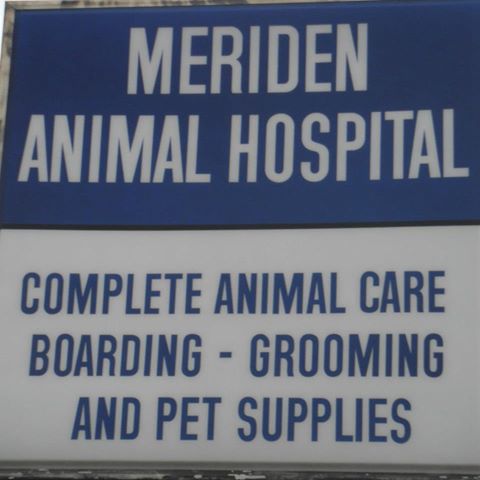 MERIDEN
ANIMAL HOSPITAL
COMPLETE ANIMAL CARE
BOARDING - GROOMING
AND PET SUPPLIES